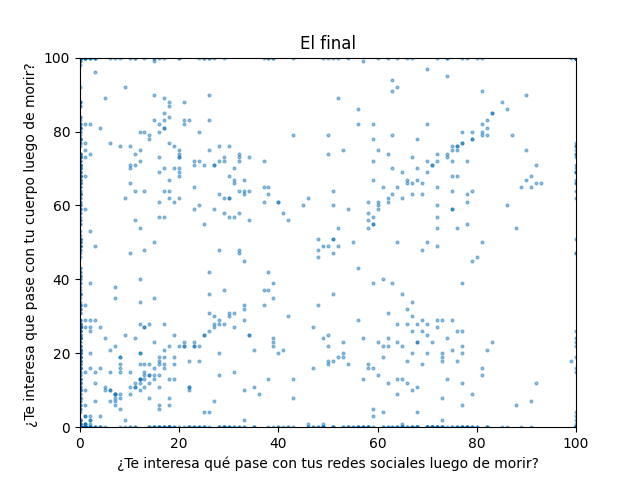 El final
¿Te interesa que pase con tu cuerpo luego de morir?
100
80
60
40
20
0
0 20 40 60 80 100
¿Te interesa qué pase con tus redes sociales luego de morir?